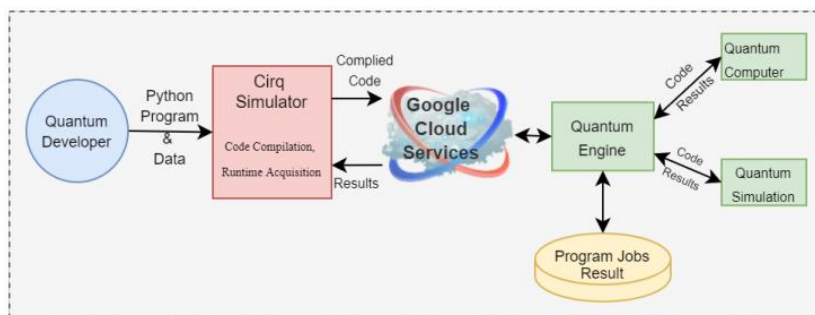 Quantum
Developer
Python
Program
&
Data
Cirq
Simulator
Code Compilation,
Runtime Acquisition
Complied
Code
Results
Google
Cloud
Services
Quantum
Engine
Code
Results
Quantum
Computer
Code
Results
Quantum
Simulation
Program Jobs
Result